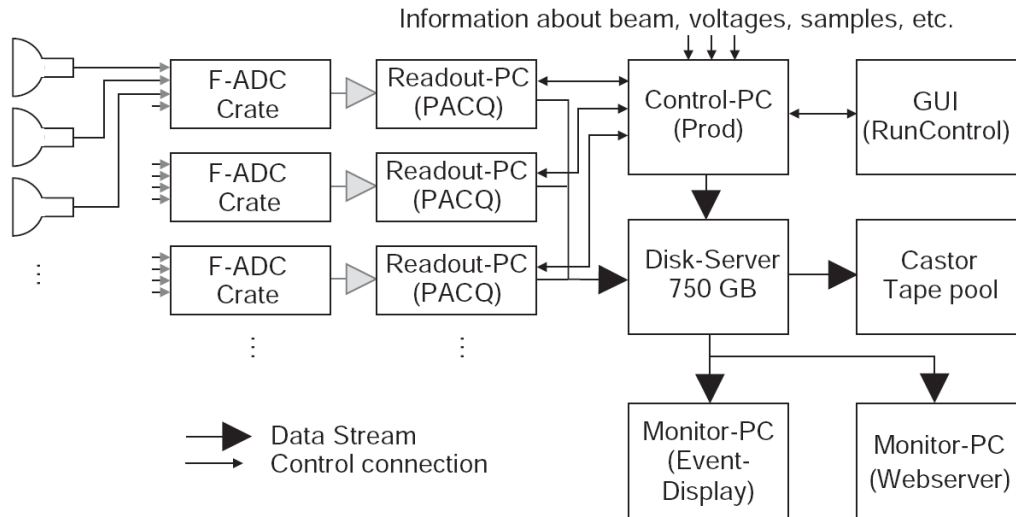 Information about beam, voltages, samples, etc.
F-ADC
Crate
Readout-PC
(PACQ)
Control-PC
(Prod)
GUI
(RunControl)
F-ADC
Crate
Readout-PC
(PACQ)
F-ADC
Crate
Readout-PC
(PACQ)
Disk-Server
750 GB
Castor
Tape pool
...
...
...
Data Stream
Control connection
Monitor-PC
(Event-
Display)
Monitor-PC
(Webserver)